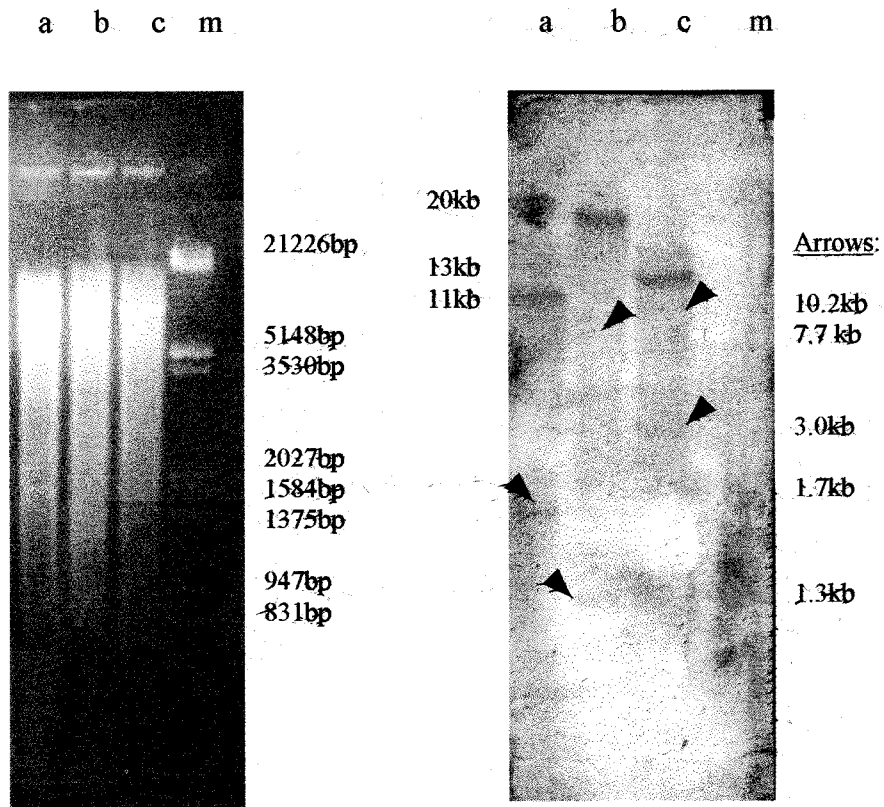 a b c m
a b c m
21226bp
5148bp
3530bp
2027bp
1584bp
1375bp
947bp
831bp
20kb
13kb
11kb
Arrows:
10.2kb
7.7 kb
3.0kb
1.7kb
1.3kb